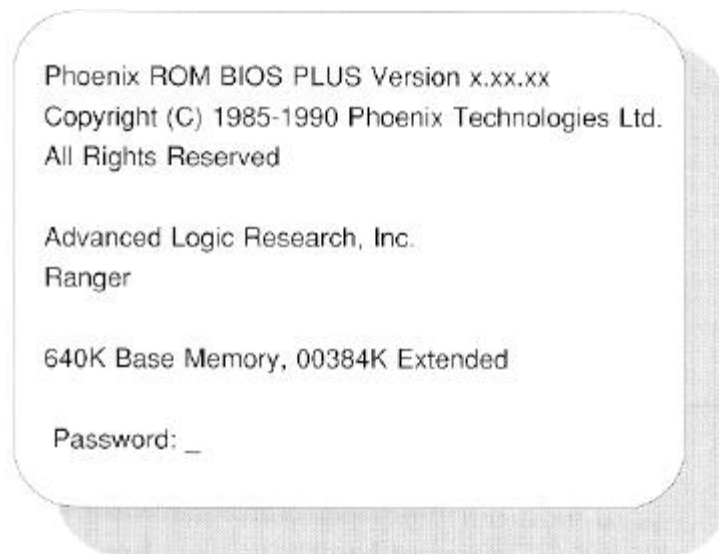 Phoenix ROM BIOS PLUS Version x.xx.xx
Copyright (C) 1985-1990 Phoenix Technologies Ltd.
All Rights Reserved
Advanced Logic Research, Inc.
Ranger
640K Base Memory, 00384K Extended
Password: _